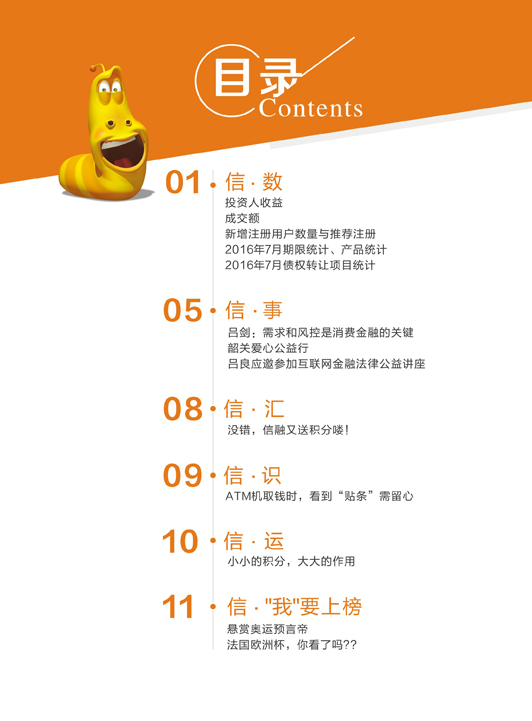 目录
Contents
01 信·数
投资人收益
成交额
新增注册用户数量与推荐注册
2016年7月期限统计、产品统计
2016年7月债权转让项目统计
05 信·事
吕剑：需求和风控是消费金融的关键
韶关爱心公益行
吕良应邀参加互联网金融法律公益讲座
08 信·汇
没错，信融又送积分喽！
09 信·识
ATM机取钱时，看到“贴条”需留心
10 信·运
小小的积分，大大的作用
11 信·"我"要上榜
悬赏奥运预言帝
法国欧洲杯，你看了吗??